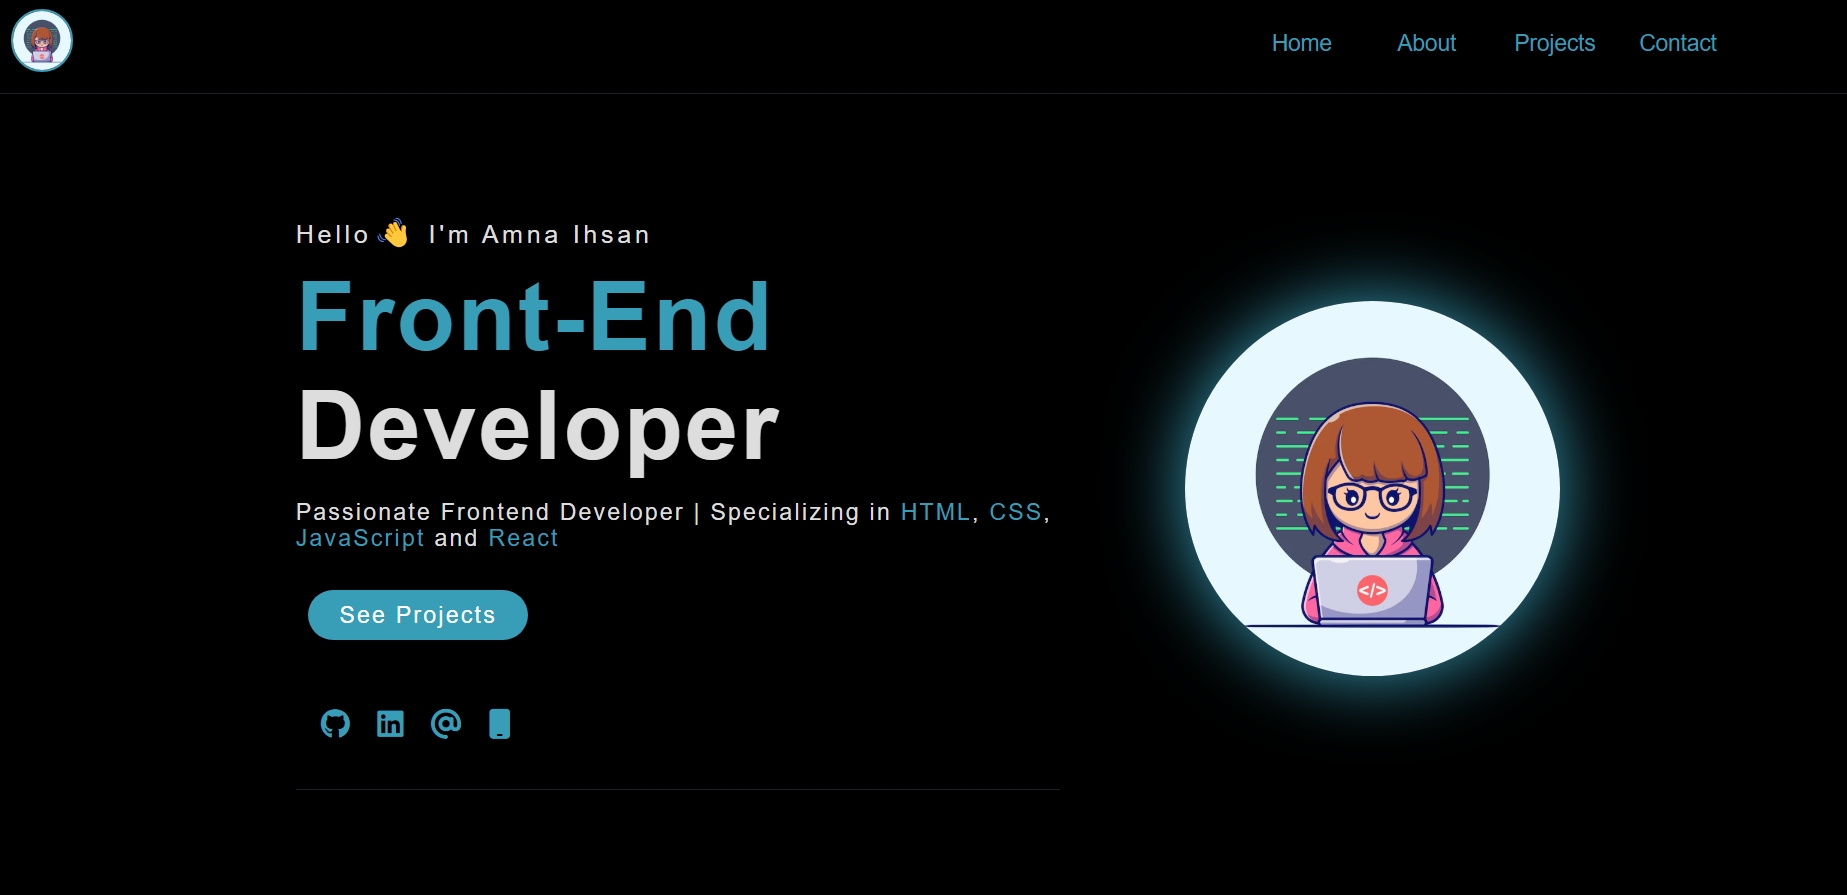 Home About Projects Contact
Hello 👋 I'm Amna Ihsan
Front-End
Developer
Passionate Frontend Developer | Specializing in HTML, CSS,
JavaScript and React
See Projects
in @
</>